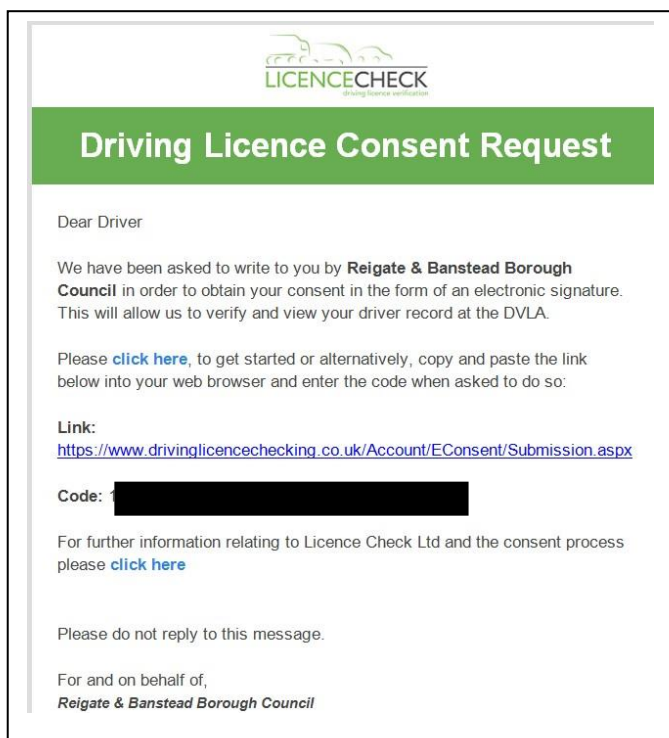 LICENCECHECK
driving licence verification
Driving Licence Consent Request
Dear Driver
We have been asked to write to you by Reigate & Banstead Borough
Council in order to obtain your consent in the form of an electronic signature.
This will allow us to verify and view your driver record at the DVLA.
Please click here, to get started or alternatively, copy and paste the link
below into your web browser and enter the code when asked to do so:
Link:
https://www.drivinglicencechecking.co.uk/Account/EConsent/Submission.aspx
Code: 1
For further information relating to Licence Check Ltd and the consent process
please click here
Please do not reply to this message.
For and on behalf of,
Reigate & Banstead Borough Council